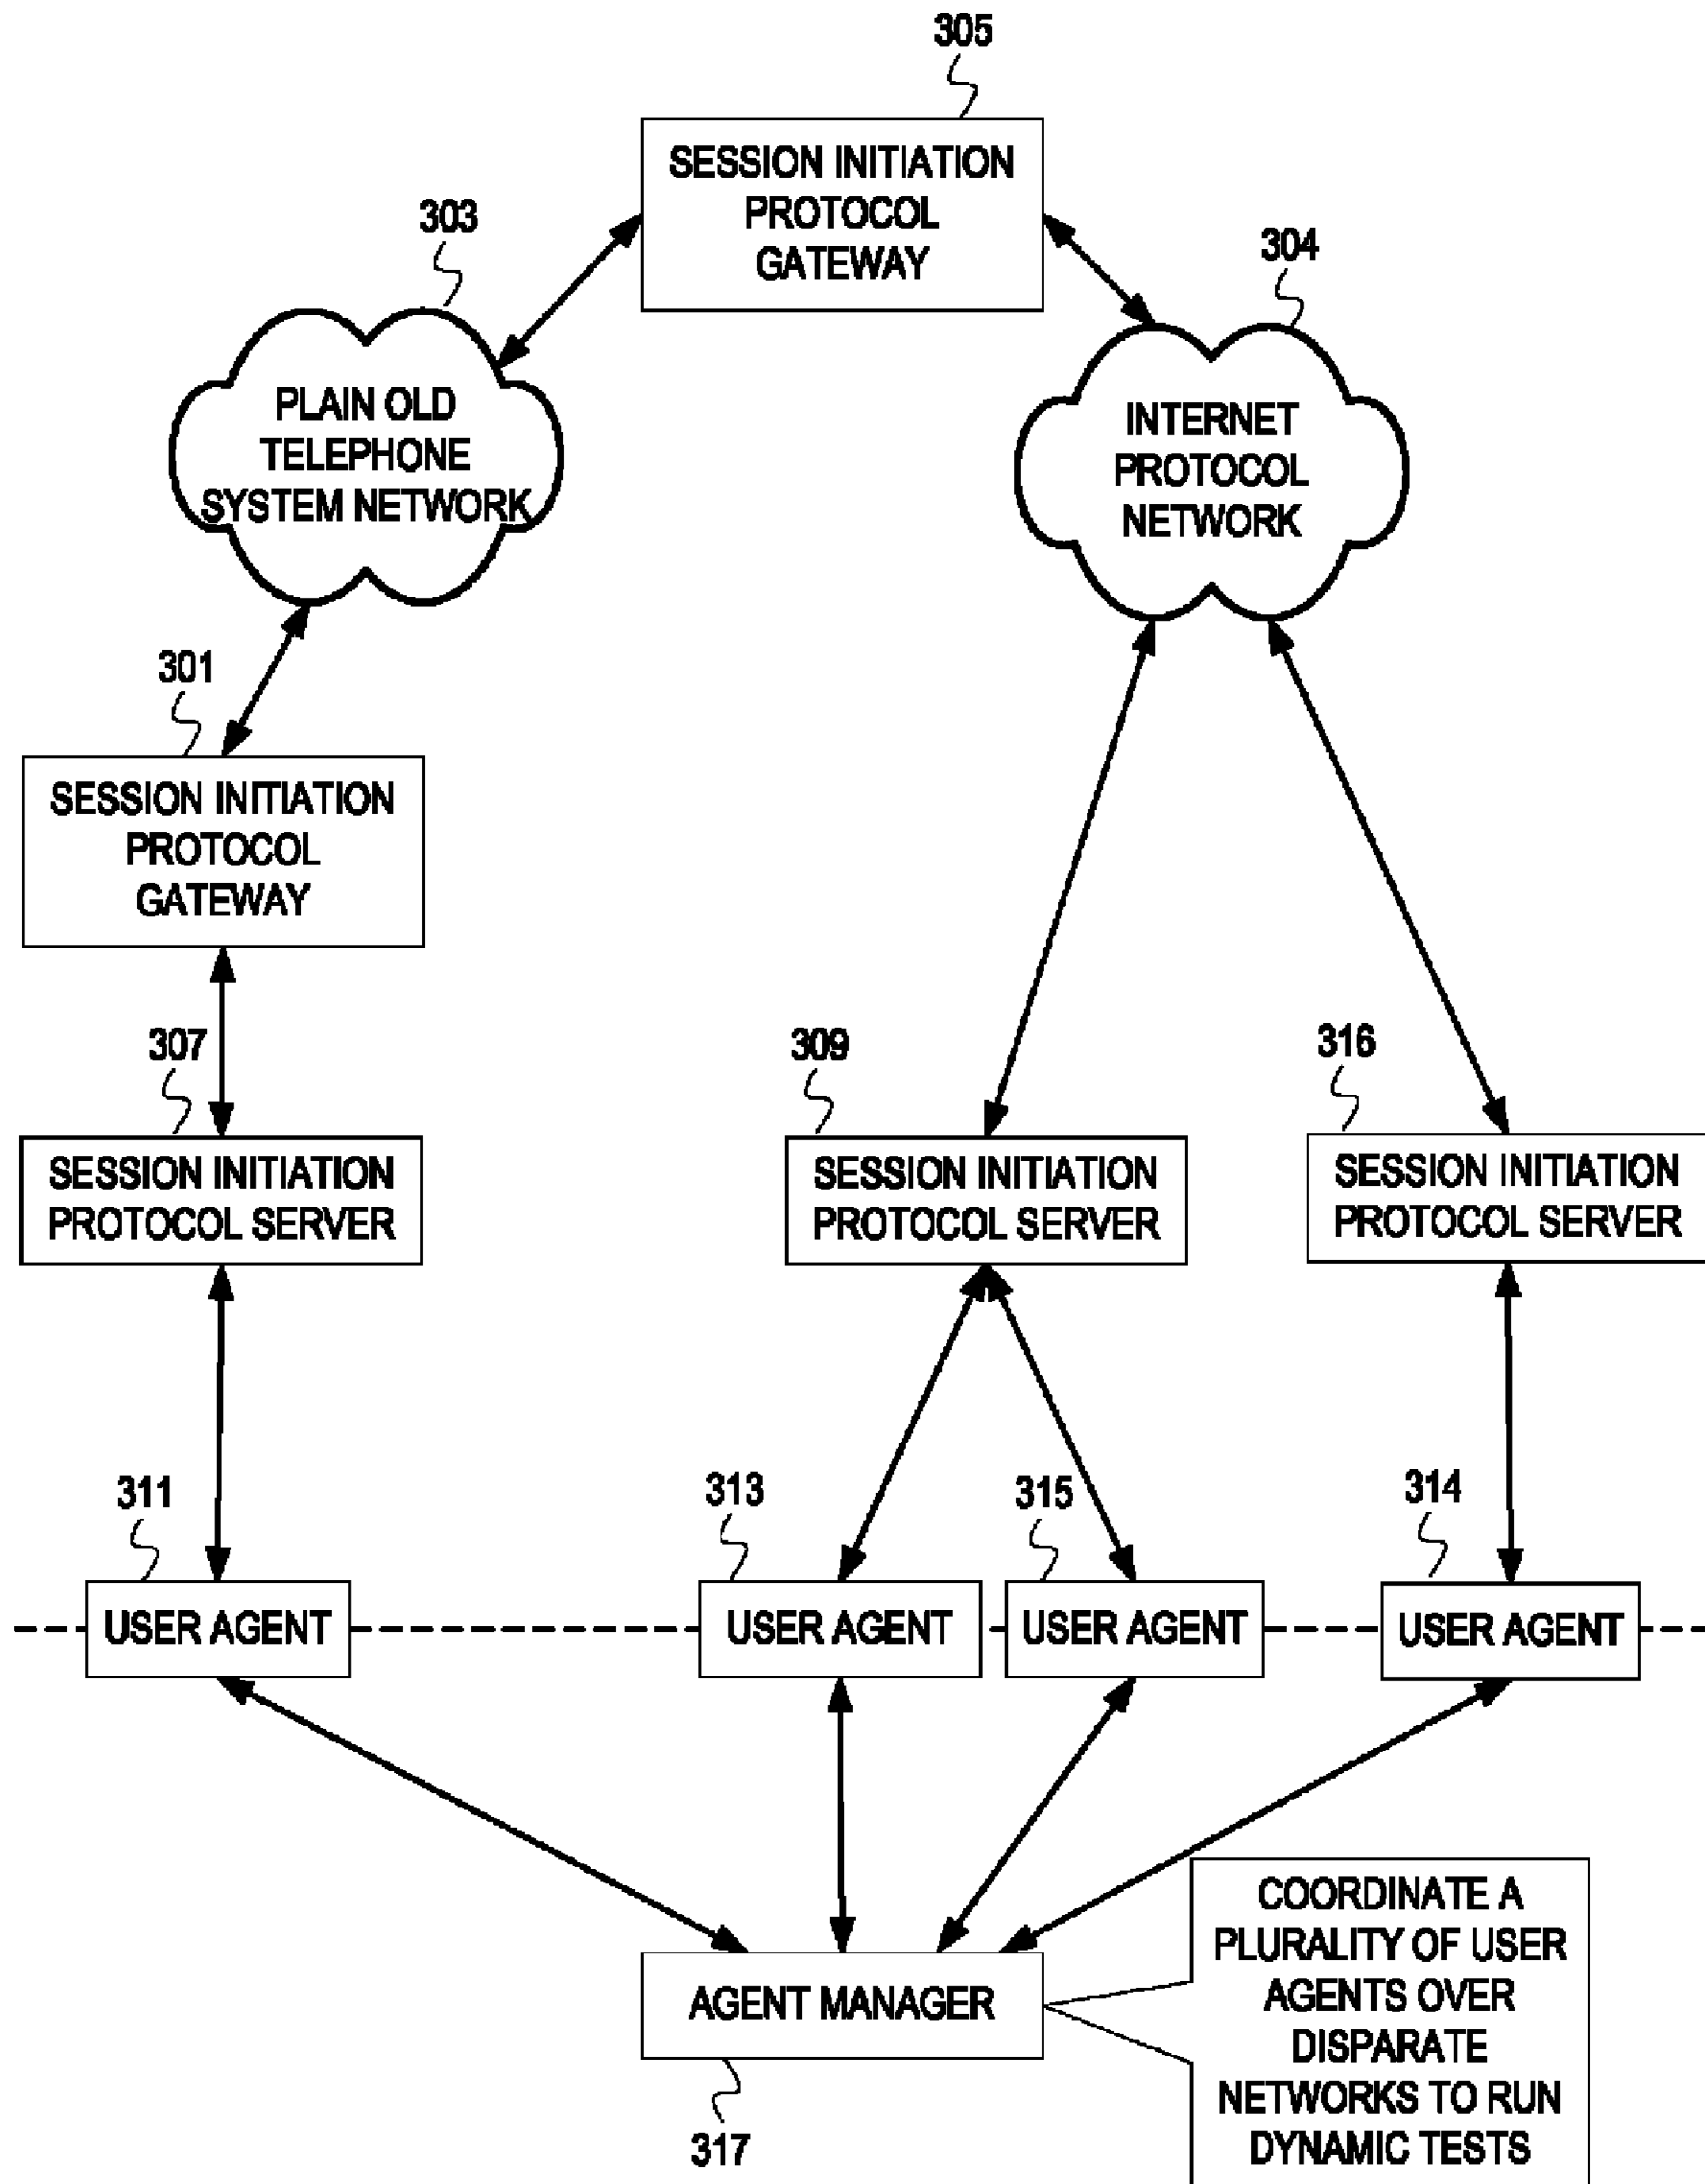 305
SESSION INITIATION
PROTOCOL
GATEWAY
303
304
PLAIN OLD
TELEPHONE
SYSTEM NETWORK
INTERNET
PROTOCOL
NETWORK
301
SESSION INITIATION
PROTOCOL
GATEWAY
307
309
316
SESSION INITIATION
PROTOCOL SERVER
SESSION INITIATION
PROTOCOL SERVER
SESSION INITIATION
PROTOCOL SERVER
311
313
315
314
USER AGENT
USER AGENT
USER AGENT
USER AGENT
AGENT MANAGER
317
COORDINATE A
PLURALITY OF USER
AGENTS OVER
DISPARATE
NETWORKS TO RUN
DYNAMIC TESTS